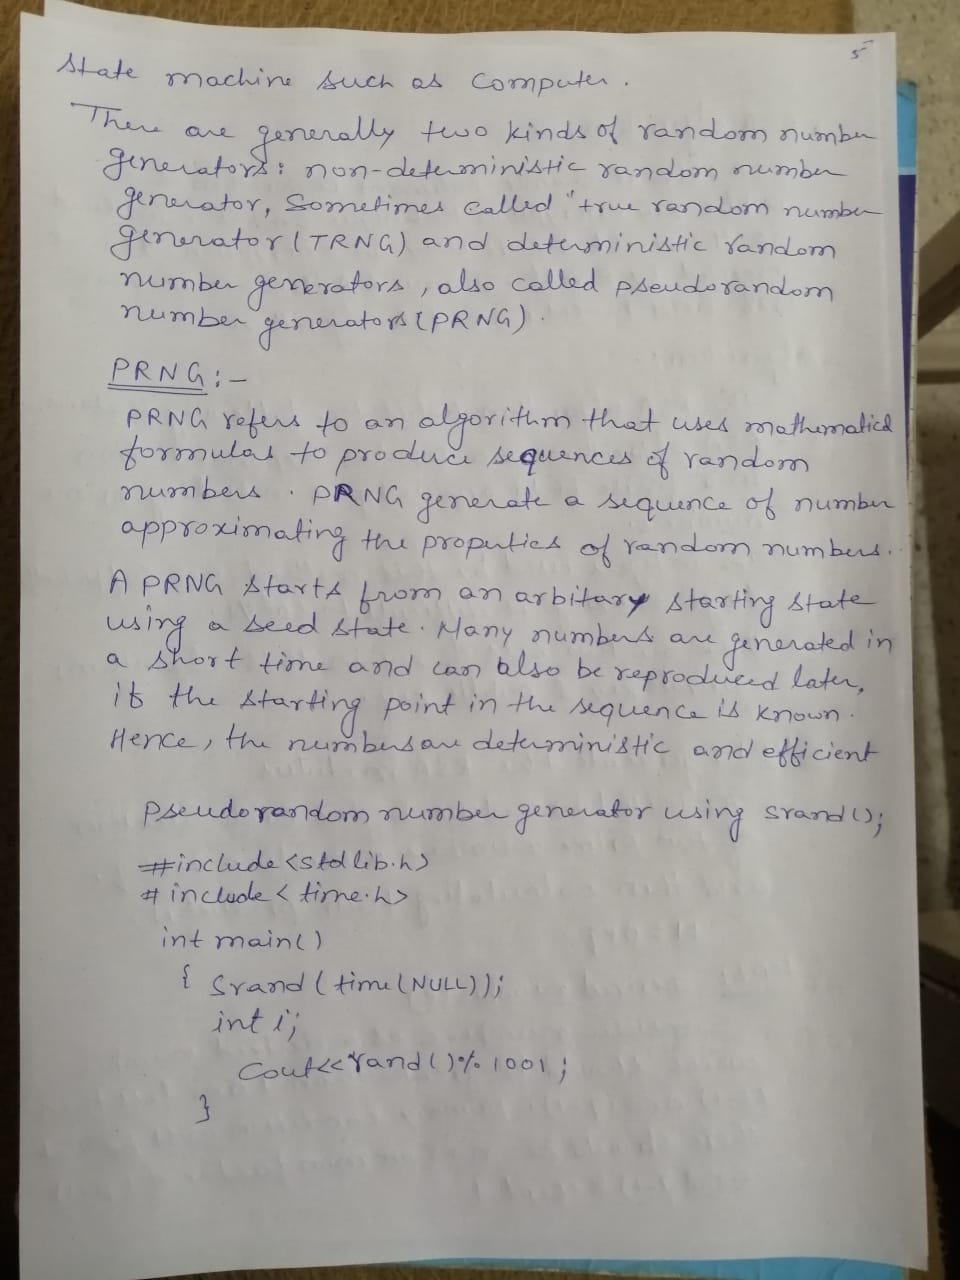 5
State machine such as Computer.
There are generally two kinds of random number
generators: non-deterministic random number
generator, Sometimes called "true random number
generator (TRNG) and deterministic random
number generators, also called pseudorandom
number generators (PRNG).
PRNG:-
PRNG refers to an algorithm that uses mathematical
formulas to produce sequences of random
numbers. PRNG generate a sequence of number
approximating the properties of random numbers.
A PRNG starts from an arbitary starting state
using a seed state. Many numbers are generated in
a short time and can also be reproduced later,
if the starting point in the sequence is known.
Hence, the numbers are deterministic and efficient
Pseudorandom number generator using srand();
#include <stdlib.h>
#include < time.h>
int main()
{ Srand (time(NULL));
int i;
Cout<<rand()%1001;
}